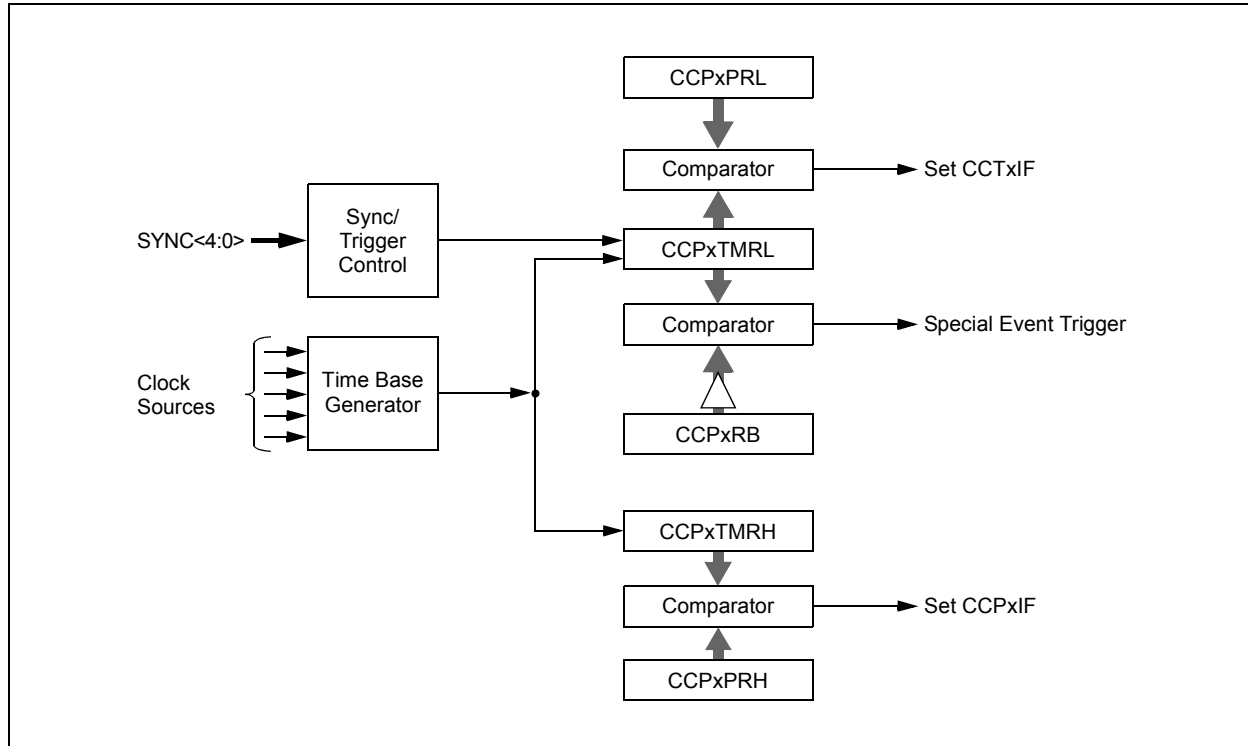 CCPxPRL
Comparator
Set CCTxIF
SYNC<4:0>
Sync/
Trigger
Control
CCPxTMRL
Comparator
Special Event Trigger
Clock
Sources
Time Base
Generator
CCPxRB
CCPxTMRH
Comparator
Set CCPxIF
CCPxPRH